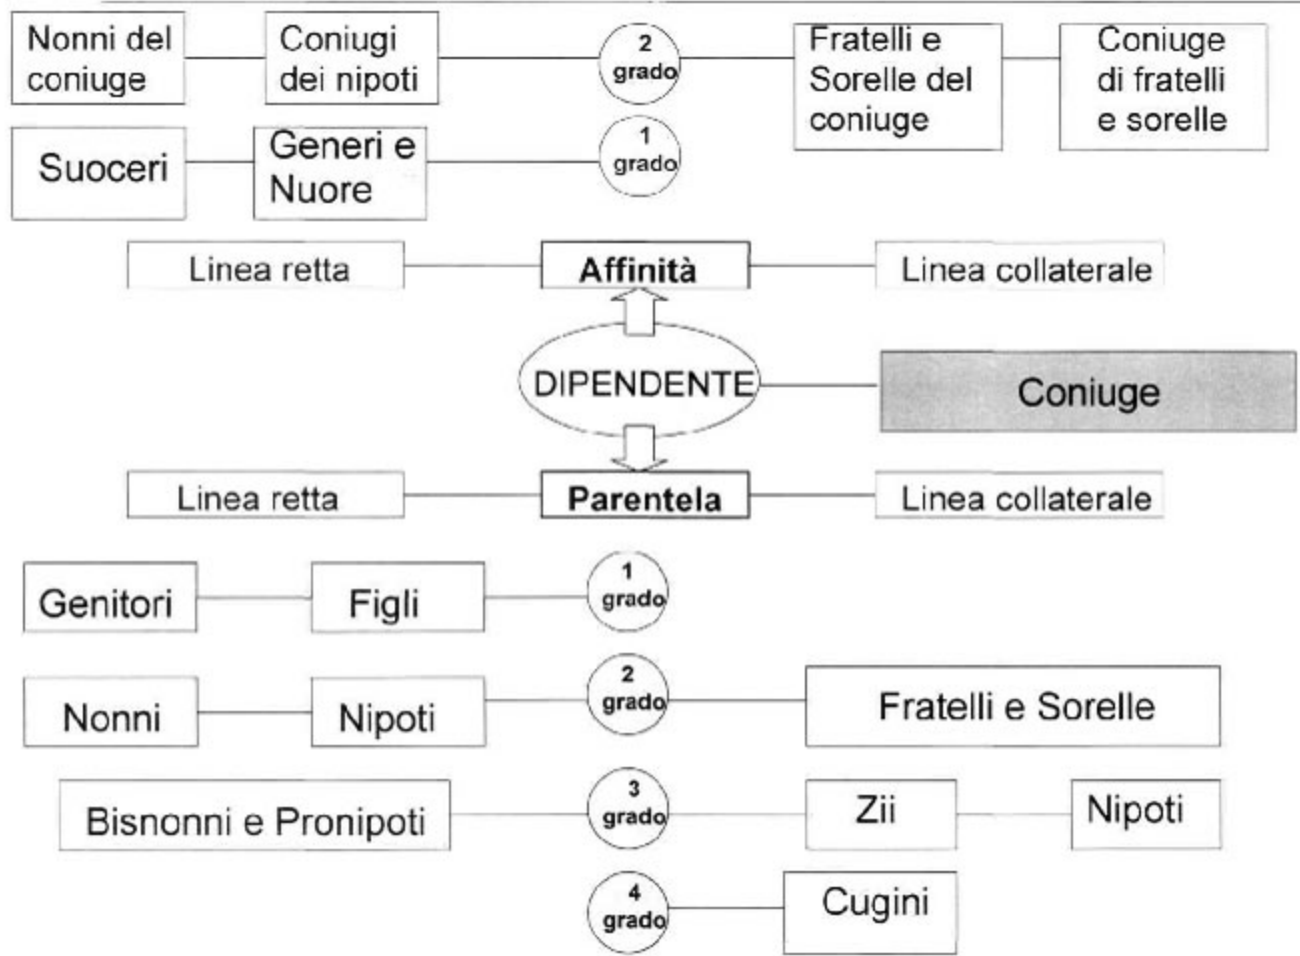 Nonni del
coniuge
Coniugi
dei nipoti
2
grado
Fratelli e
Sorelle del
coniuge
Coniuge
di fratelli
e sorelle
Suoceri
Generi e
Nuore
1
grado
Linea retta
Affinità
Linea collaterale
DIPENDENTE
Coniuge
Linea retta
Parentela
Linea collaterale
Genitori
Figli
1
grado
Nonni
Nipoti
2
grado
Fratelli e Sorelle
Bisnonni e Pronipoti
3
grado
Zii
Nipoti
4
grado
Cugini